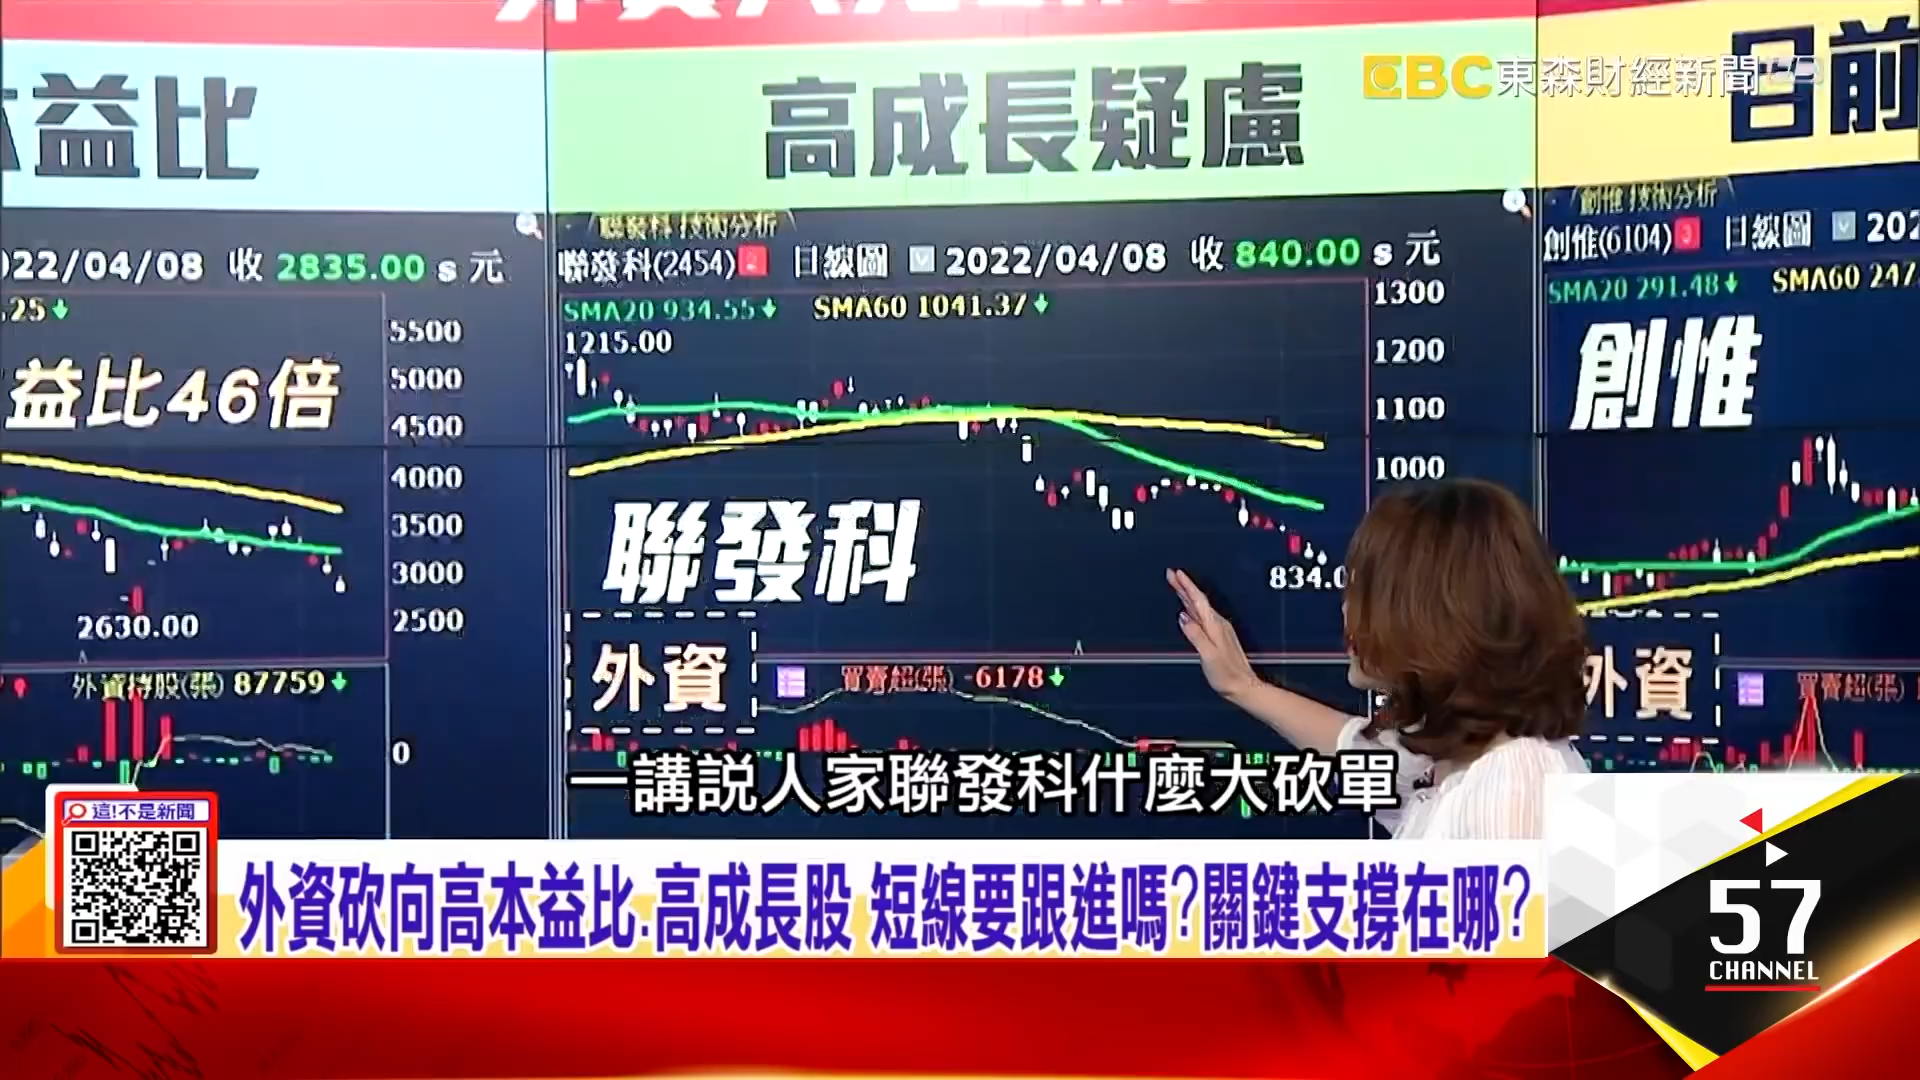 本益比
高成長疑慮
EBC東森財經新聞
日前
2022/04/08 收 2835.00 s 元
.25
5500
5000
4500
4000
3500
3000
2500
益比46倍
2630.00
外資持股(張) 87759
0
聯發科 技術分析
聯發科(2454) 日線圖 2022/04/08 收 840.00 s 元
SMA20 934.55 SMA60 1041.37
1215.00
1300
1200
1100
1000
聯發科
834.0
外資
買賣超(張) -6178
創惟 技術分析
創惟(6104) 日線圖 202
SMA20 291.48 SMA60 247
創惟
外資
買賣超(張)
一講説人家聯發科什麼大砍單
這!不是新聞
外資砍向高本益比.高成長股 短線要跟進嗎?關鍵支撐在哪?
57
CHANNEL